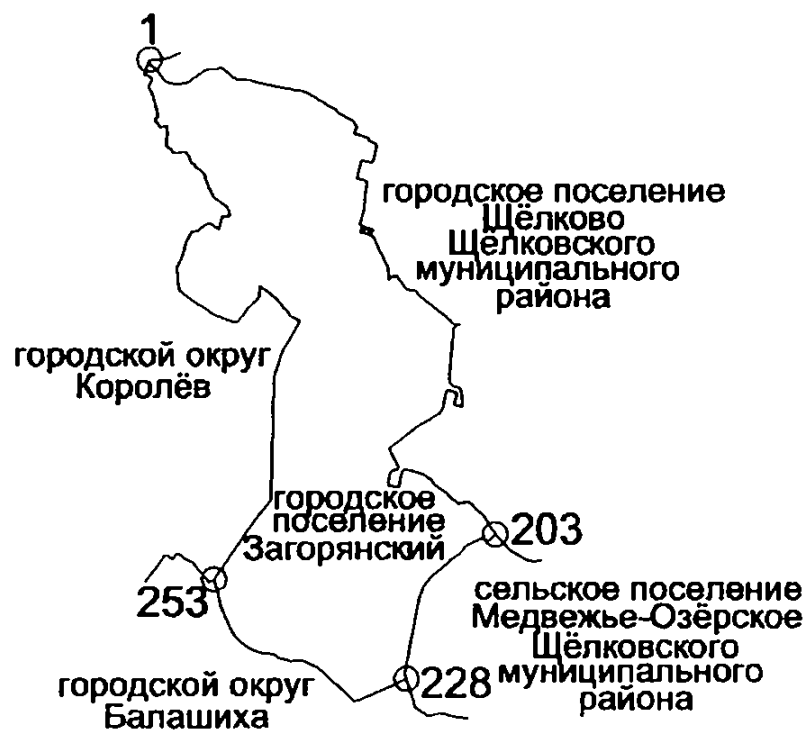 1
городское поселение
Щёлково
Щёлковского
муниципального
района
городской округ
Королёв
городское
поселение
Загорянский
203
253
сельское поселение
Медвежье-Озёрское
Щёлковского
муниципального
района
228
городской округ
Балашиха